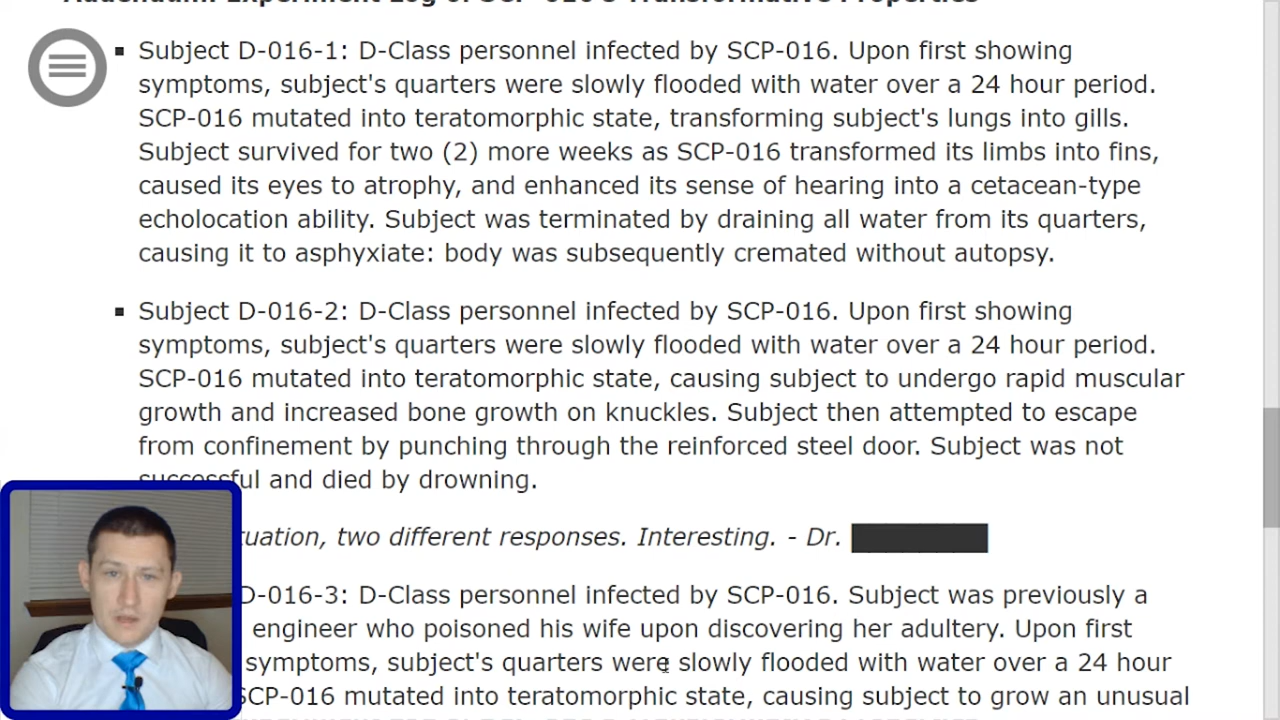 Addendum: Experiment Log of SCP-016's Transformative Properties
Subject D-016-1: D-Class personnel infected by SCP-016. Upon first showing
symptoms, subject's quarters were slowly flooded with water over a 24 hour period.
SCP-016 mutated into teratomorphic state, transforming subject's lungs into gills.
Subject survived for two (2) more weeks as SCP-016 transformed its limbs into fins,
caused its eyes to atrophy, and enhanced its sense of hearing into a cetacean-type
echolocation ability. Subject was terminated by draining all water from its quarters,
causing it to asphyxiate: body was subsequently cremated without autopsy.
Subject D-016-2: D-Class personnel infected by SCP-016. Upon first showing
symptoms, subject's quarters were slowly flooded with water over a 24 hour period.
SCP-016 mutated into teratomorphic state, causing subject to undergo rapid muscular
growth and increased bone growth on knuckles. Subject then attempted to escape
from confinement by punching through the reinforced steel door. Subject was not
successful and died by drowning.
tuation, two different responses. Interesting. - Dr.
D-016-3: D-Class personnel infected by SCP-016. Subject was previously a
engineer who poisoned his wife upon discovering her adultery. Upon first
symptoms, subject's quarters were slowly flooded with water over a 24 hour
SCP-016 mutated into teratomorphic state, causing subject to grow an unusual